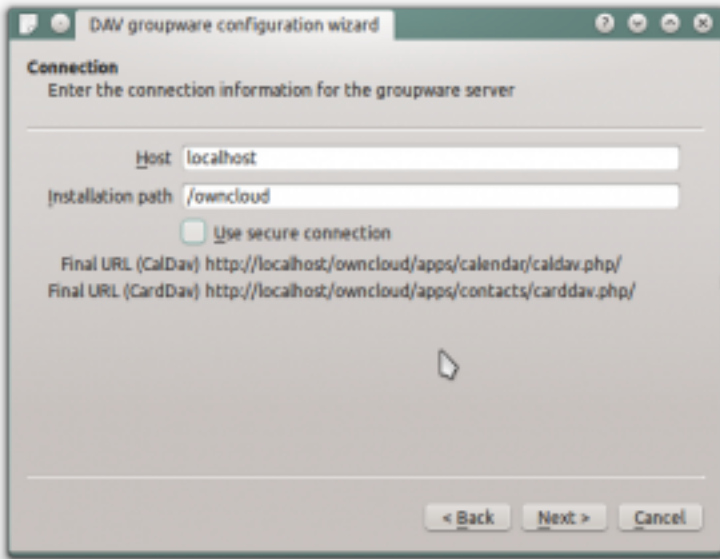 DAV groupware configuration wizard
Connection
Enter the connection information for the groupware server
Host localhost
Installation path /owncloud
Use secure connection
Final URL (CalDav) http://localhost/owncloud/apps/calendar/caldav.php/
Final URL (CardDav) http://localhost/owncloud/apps/contacts/carddav.php/
< Back Next > Cancel